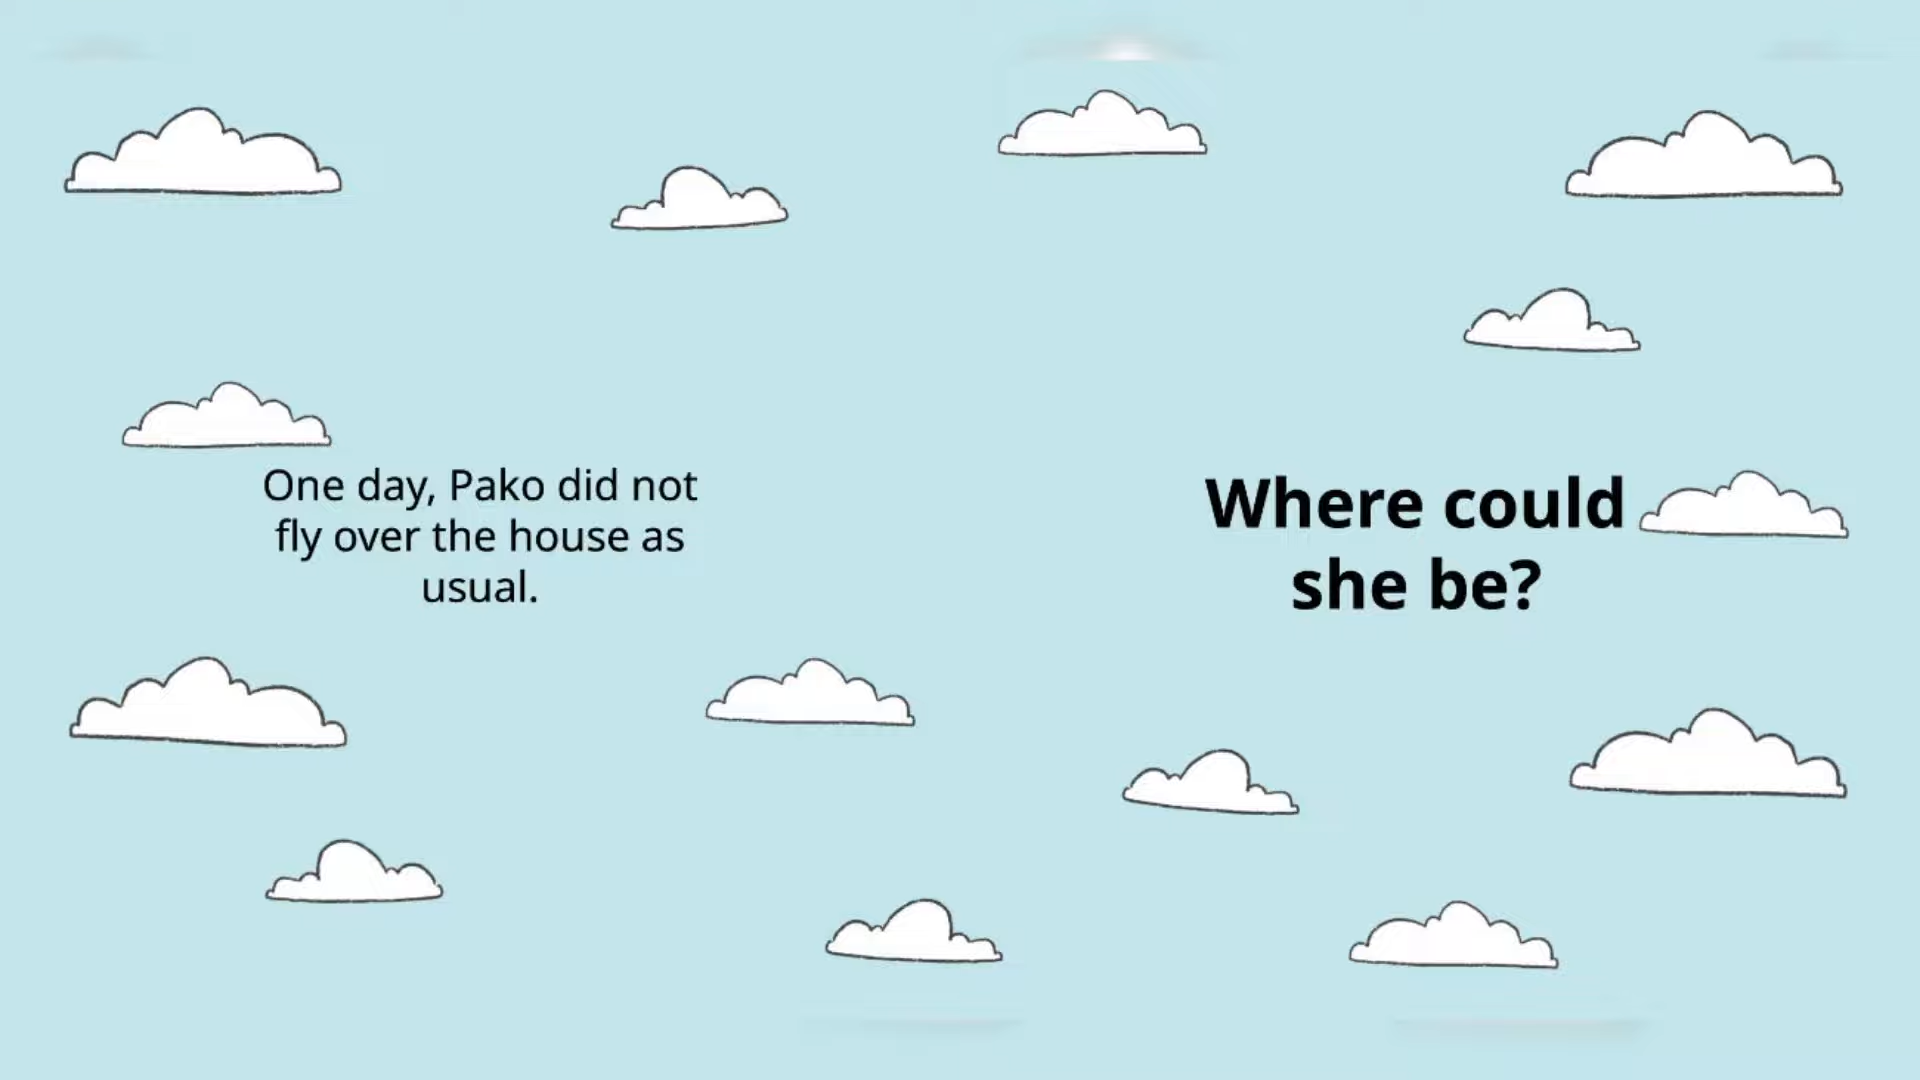 One day, Pako did not
fly over the house as
usual.
Where could
she be?